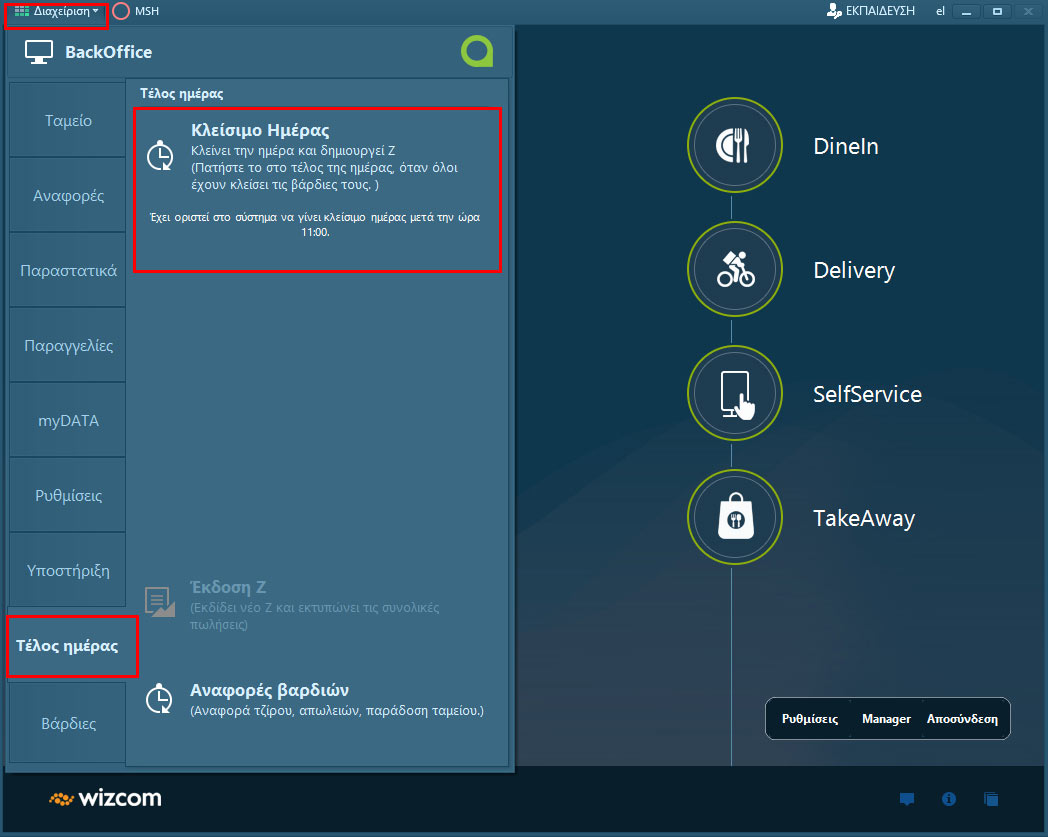 Διαχείριση
MSH
ΕΚΠΑΙΔΕΥΣΗ
el
BackOffice
Ταμείο
Αναφορές
Παραστατικά
Παραγγελίες
myDATA
Ρυθμίσεις
Υποστήριξη
Τέλος ημέρας
Βάρδιες
Τέλος ημέρας
Κλείσιμο Ημέρας
Κλείνει την ημέρα και δημιουργεί Ζ
(Πατήστε το στο τέλος της ημέρας, όταν όλοι
έχουν κλείσει τις βάρδιες τους. )
Έχει οριστεί στο σύστημα να γίνει κλείσιμο ημέρας μετά την ώρα
11:00.
Έκδοση Ζ
(Εκδίδει νέο Ζ και εκτυπώνει τις συνολικές
πωλήσεις)
Αναφορές βαρδιών
(Αναφορά τζίρου, απωλειών, παράδοση ταμείου.)
DineIn
Delivery
SelfService
TakeAway
Ρυθμίσεις
Manager
Αποσύνδεση
wizcom